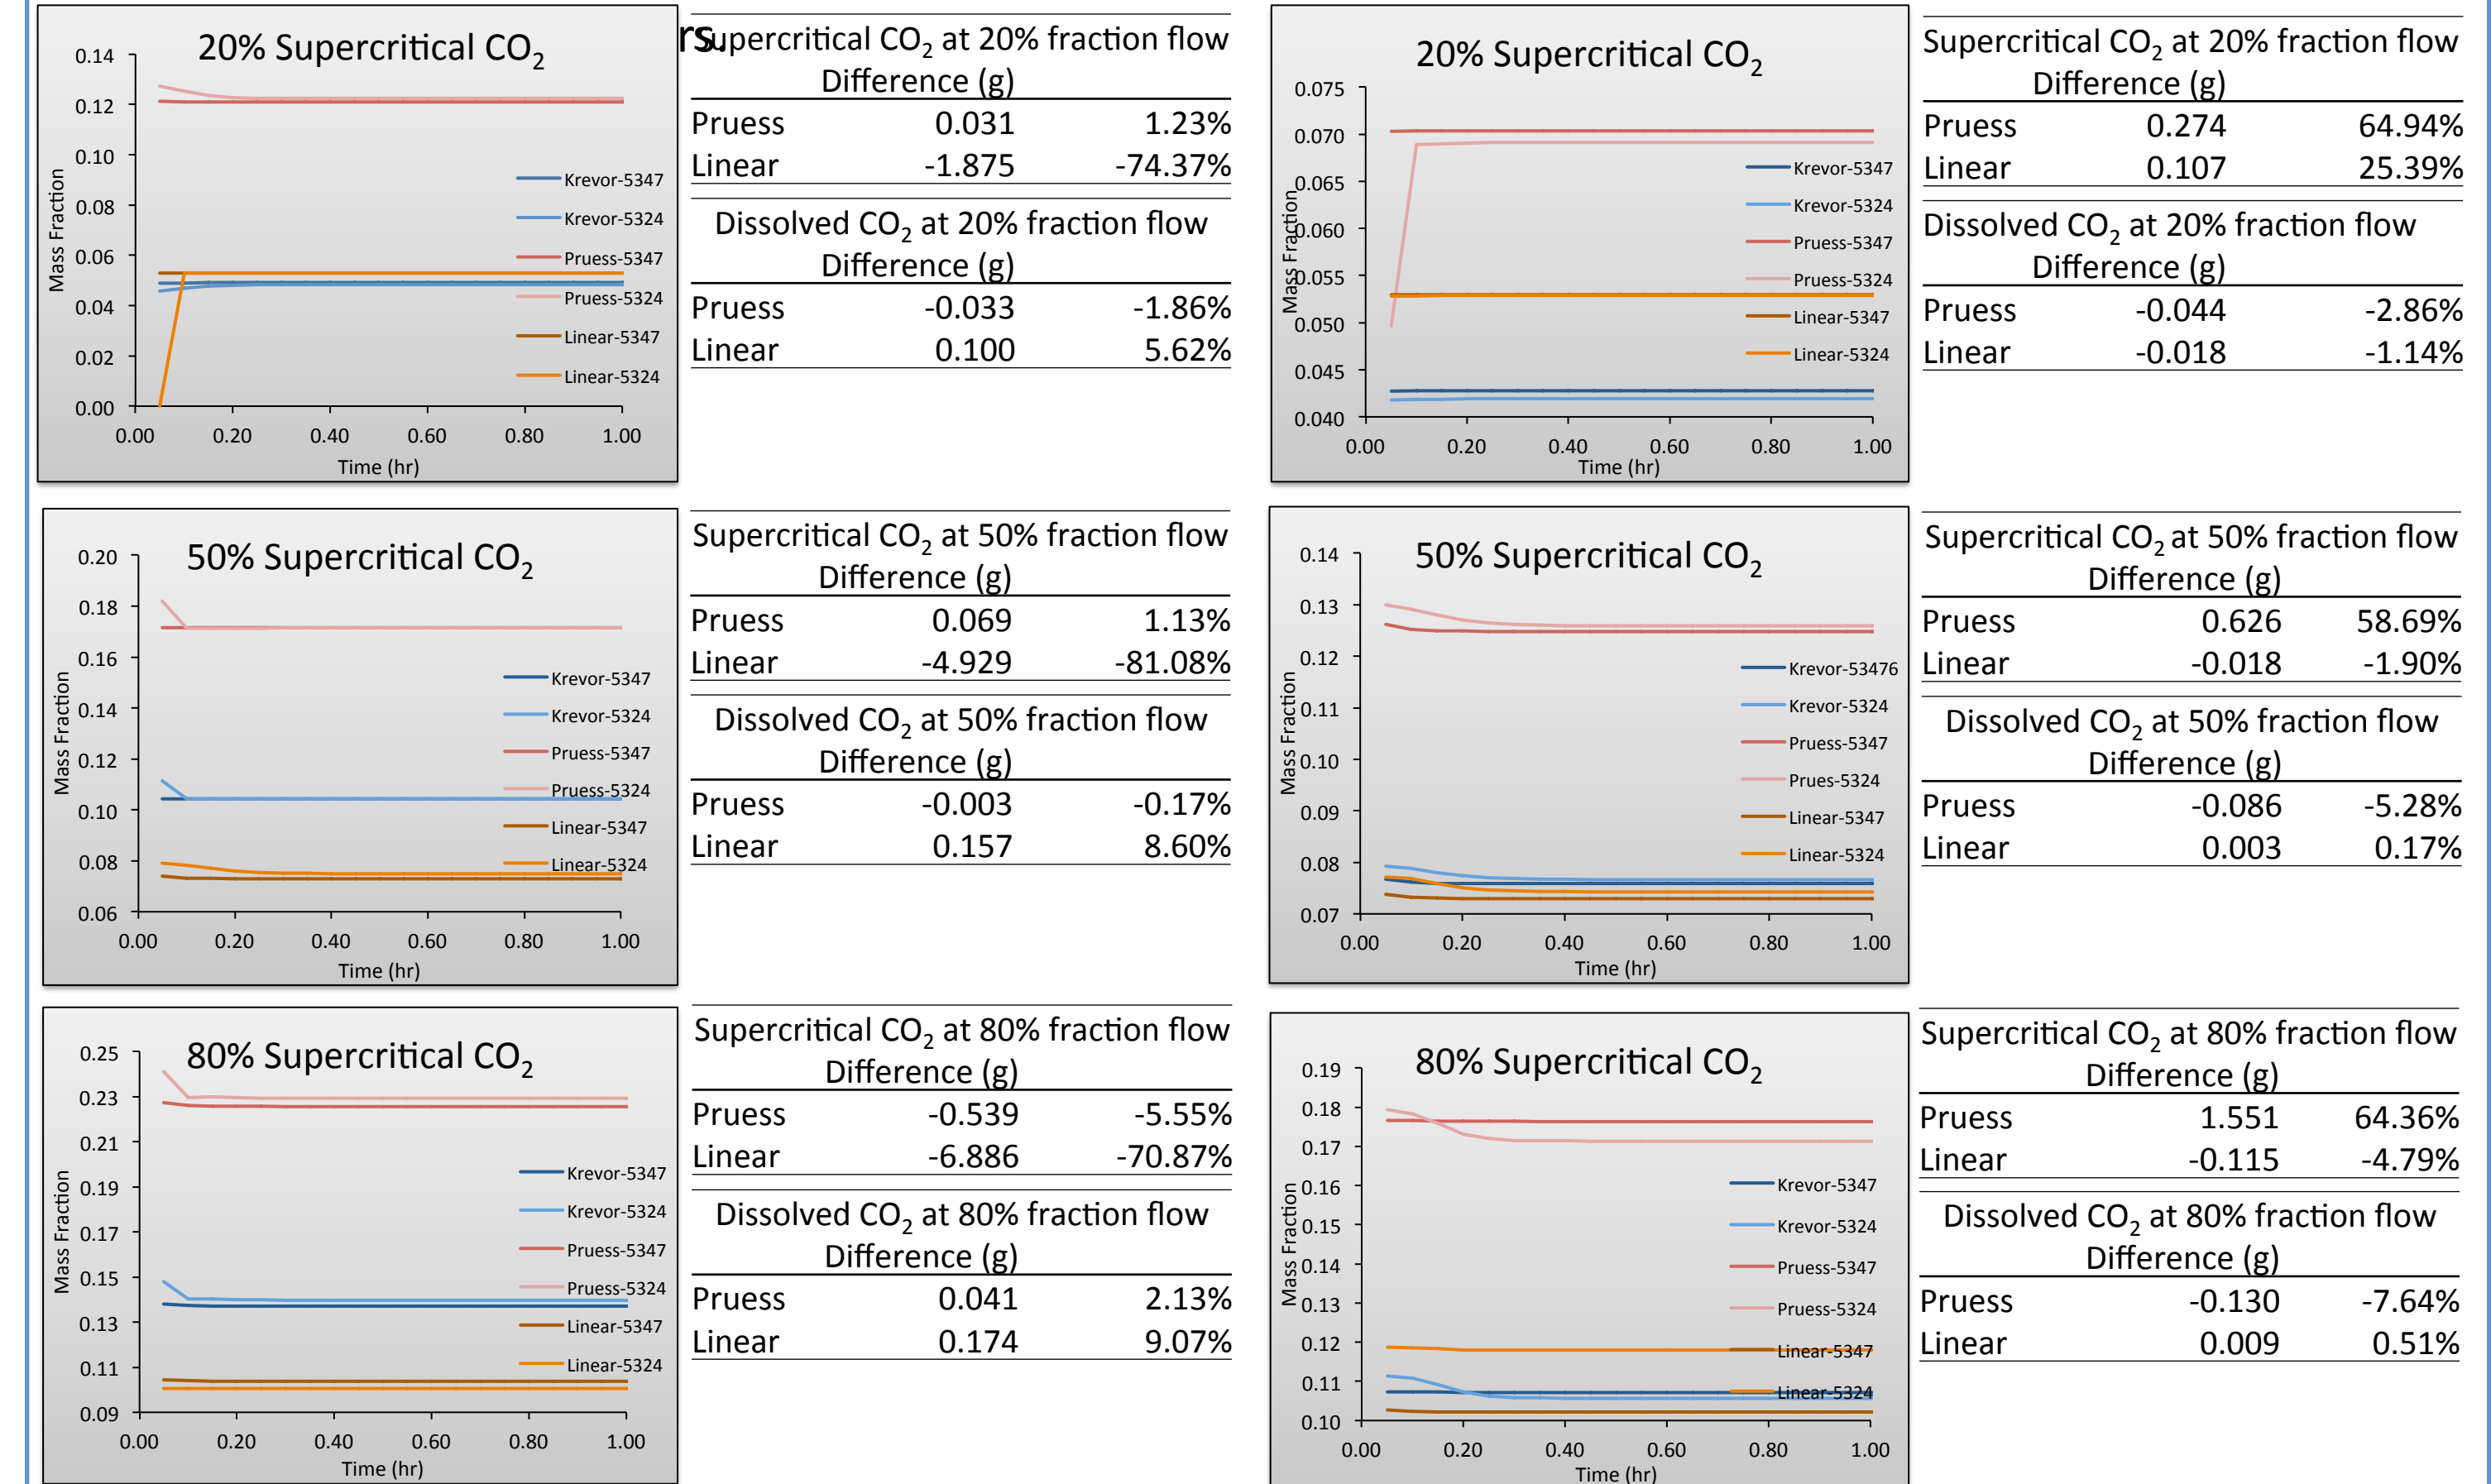 20% Supercritical CO2
0.14
0.12
0.10
0.08
0.06
0.04
0.02
0.00
Mass Fraction
Krevor-5347
Krevor-5324
Pruess-5347
Pruess-5324
Linear-5347
Linear-5324
0.00 0.20 0.40 0.60 0.80 1.00
Time (hr)
rs.
Supercritical CO2 at 20% fraction flow
Difference (g)
Pruess 0.031 1.23%
Linear -1.875 -74.37%
Dissolved CO2 at 20% fraction flow
Difference (g)
Pruess -0.033 -1.86%
Linear 0.100 5.62%
20% Supercritical CO2
0.075
0.070
0.065
0.060
0.055
0.050
0.045
0.040
Mass Fraction
Krevor-5347
Krevor-5324
Pruess-5347
Pruess-5324
Linear-5347
Linear-5324
0.00 0.20 0.40 0.60 0.80 1.00
Time (hr)
Supercritical CO2 at 20% fraction flow
Difference (g)
Pruess 0.274 64.94%
Linear 0.107 25.39%
Dissolved CO2 at 20% fraction flow
Difference (g)
Pruess -0.044 -2.86%
Linear -0.018 -1.14%
50% Supercritical CO2
0.20
0.18
0.16
0.14
0.12
0.10
0.08
0.06
Mass Fraction
Krevor-5347
Krevor-5324
Pruess-5347
Pruess-5324
Linear-5347
Linear-5324
0.00 0.20 0.40 0.60 0.80 1.00
Time (hr)
Supercritical CO2 at 50% fraction flow
Difference (g)
Pruess 0.069 1.13%
Linear -4.929 -81.08%
Dissolved CO2 at 50% fraction flow
Difference (g)
Pruess -0.003 -0.17%
Linear 0.157 8.60%
50% Supercritical CO2
0.14
0.13
0.12
0.11
0.10
0.09
0.08
0.07
Mass Fraction
Krevor-53476
Krevor-5324
Pruess-5347
Prues-5324
Linear-5347
Linear-5324
0.00 0.20 0.40 0.60 0.80 1.00
Time (hr)
Supercritical CO2 at 50% fraction flow
Difference (g)
Pruess 0.626 58.69%
Linear -0.018 -1.90%
Dissolved CO2 at 50% fraction flow
Difference (g)
Pruess -0.086 -5.28%
Linear 0.003 0.17%
80% Supercritical CO2
0.25
0.23
0.21
0.19
0.17
0.15
0.13
0.11
0.09
Mass Fraction
Krevor-5347
Krevor-5324
Pruess-5347
Pruess-5324
Linear-5347
Linear-5324
0.00 0.20 0.40 0.60 0.80 1.00
Time (hr)
Supercritical CO2 at 80% fraction flow
Difference (g)
Pruess -0.539 -5.55%
Linear -6.886 -70.87%
Dissolved CO2 at 80% fraction flow
Difference (g)
Pruess 0.041 2.13%
Linear 0.174 9.07%
80% Supercritical CO2
0.19
0.18
0.17
0.16
0.15
0.14
0.13
0.12
0.11
0.10
Mass Fraction
Krevor-5347
Krevor-5324
Pruess-5347
Pruess-5324
Linear-5347
Linear-5324
0.00 0.20 0.40 0.60 0.80 1.00
Time (hr)
Supercritical CO2 at 80% fraction flow
Difference (g)
Pruess 1.551 64.36%
Linear -0.115 -4.79%
Dissolved CO2 at 80% fraction flow
Difference (g)
Pruess -0.130 -7.64%
Linear 0.009 0.51%